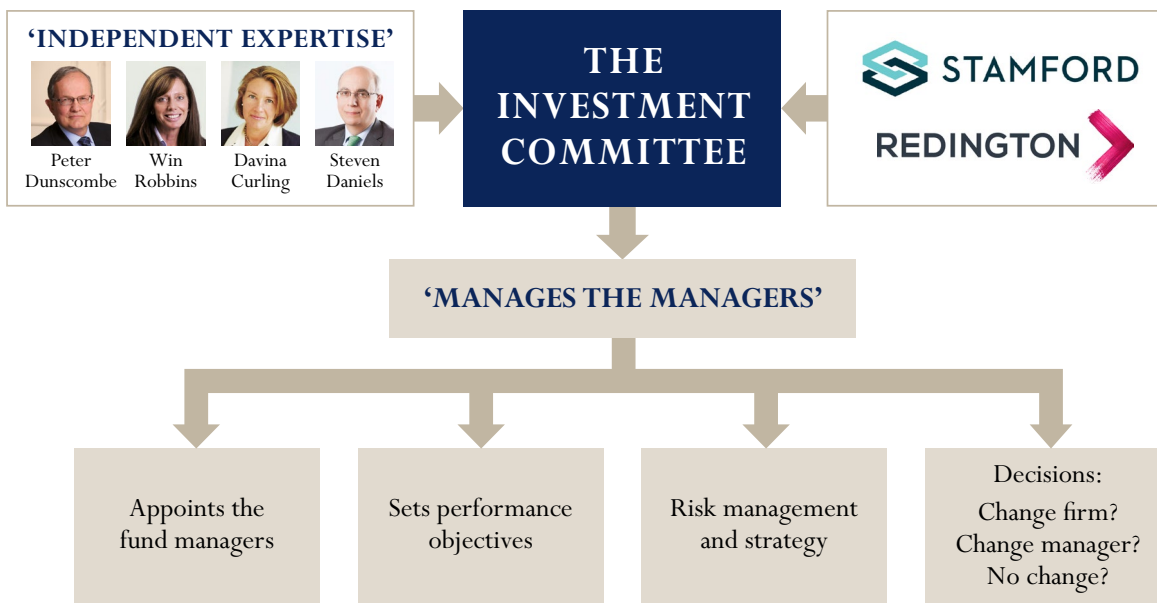 ‘INDEPENDENT EXPERTISE’
Peter
Dunscombe
Win
Robbins
Davina
Curling
Steven
Daniels
THE
INVESTMENT
COMMITTEE
STAMFORD
REDINGTON
‘MANAGES THE MANAGERS’
Appoints the
fund managers
Sets performance
objectives
Risk management
and strategy
Decisions:
Change firm?
Change manager?
No change?